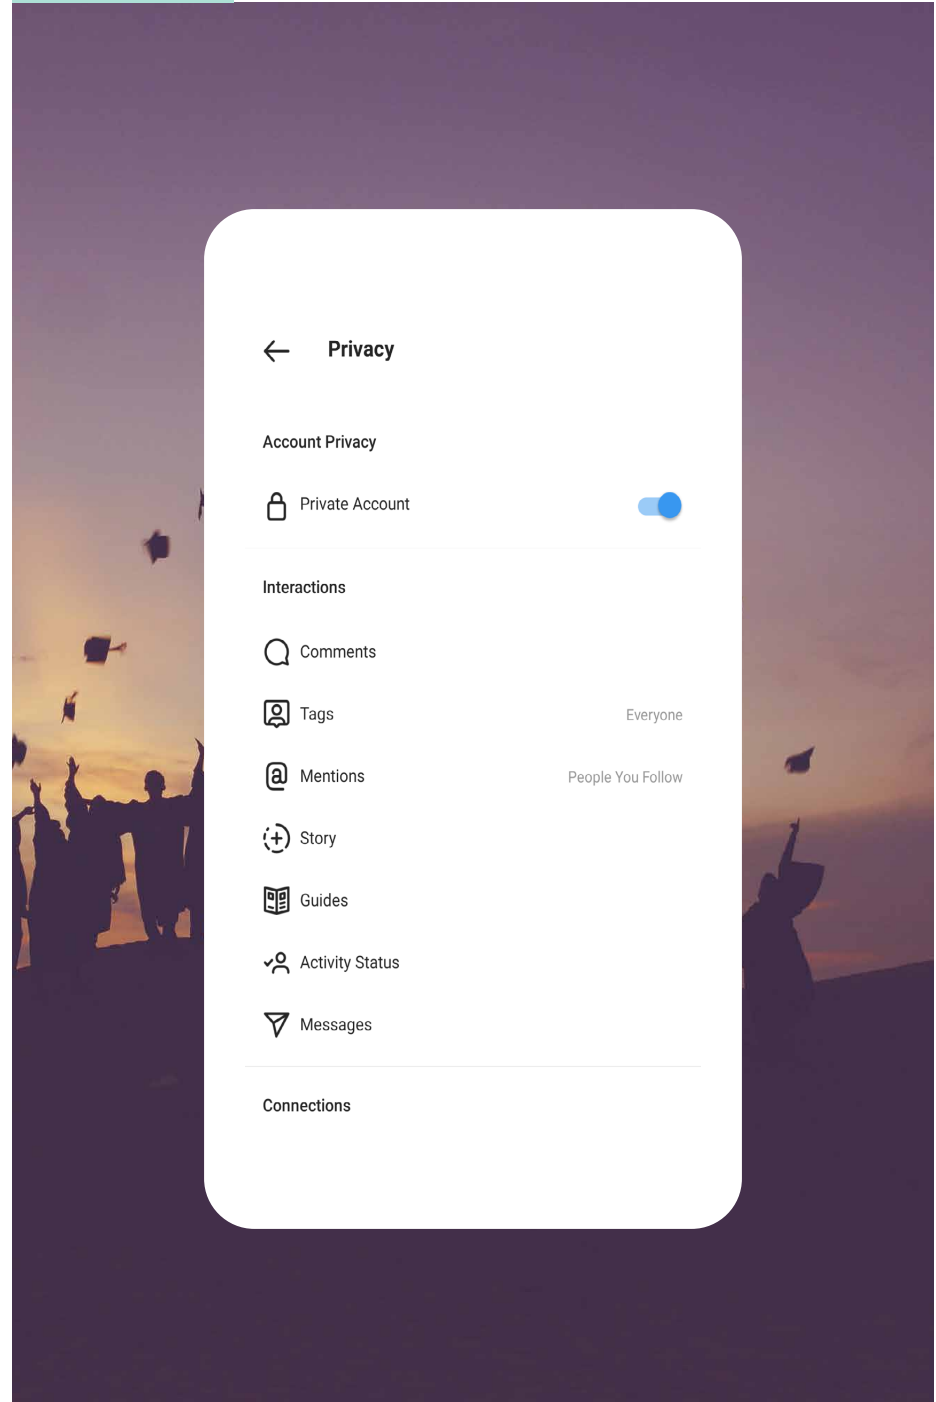 Privacy
Account Privacy
Private Account
Interactions
Comments
Tags Everyone
Mentions People You Follow
Story
Guides
Activity Status
Messages
Connections